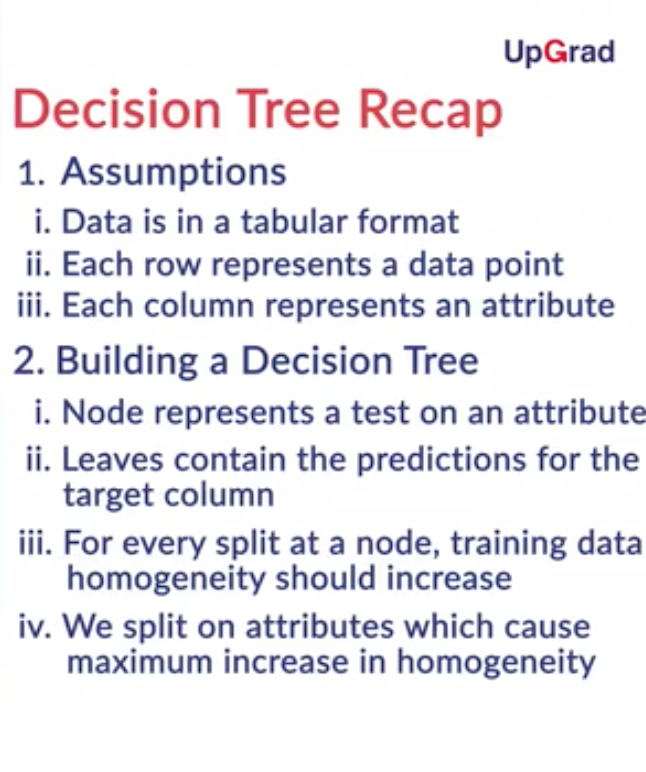 UpGrad
Decision Tree Recap
1. Assumptions
i. Data is in a tabular format
ii. Each row represents a data point
iii. Each column represents an attribute
2. Building a Decision Tree
i. Node represents a test on an attribute
ii. Leaves contain the predictions for the
target column
iii. For every split at a node, training data
homogeneity should increase
iv. We split on attributes which cause
maximum increase in homogeneity